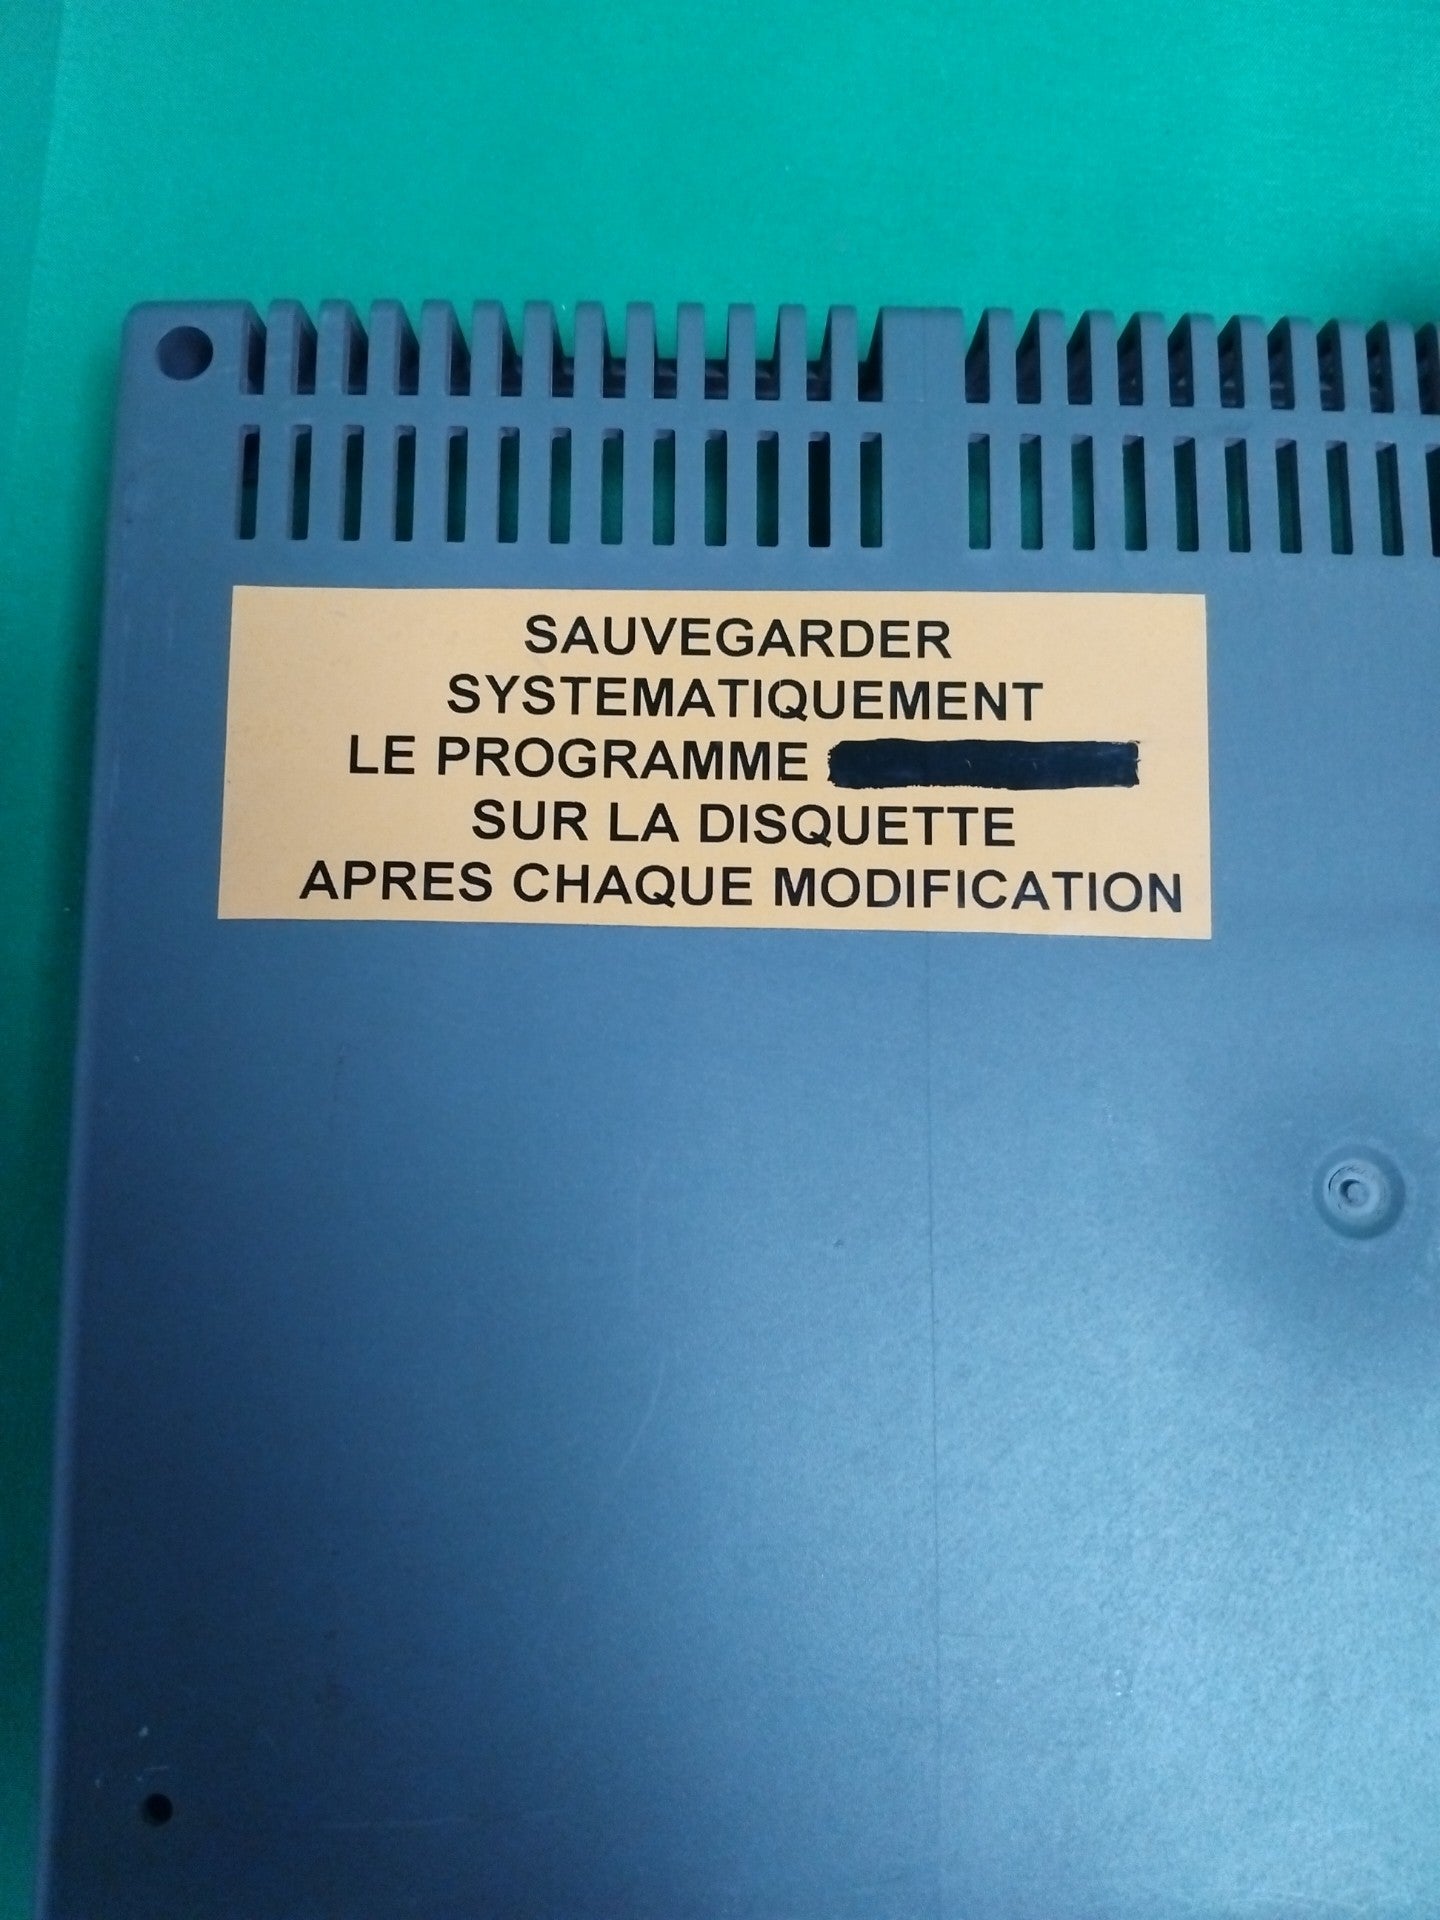 SAUVEGARDER
SYSTEMATIQUEMENT
LE PROGRAMME
SUR LA DISQUETTE
APRES CHAQUE MODIFICATION